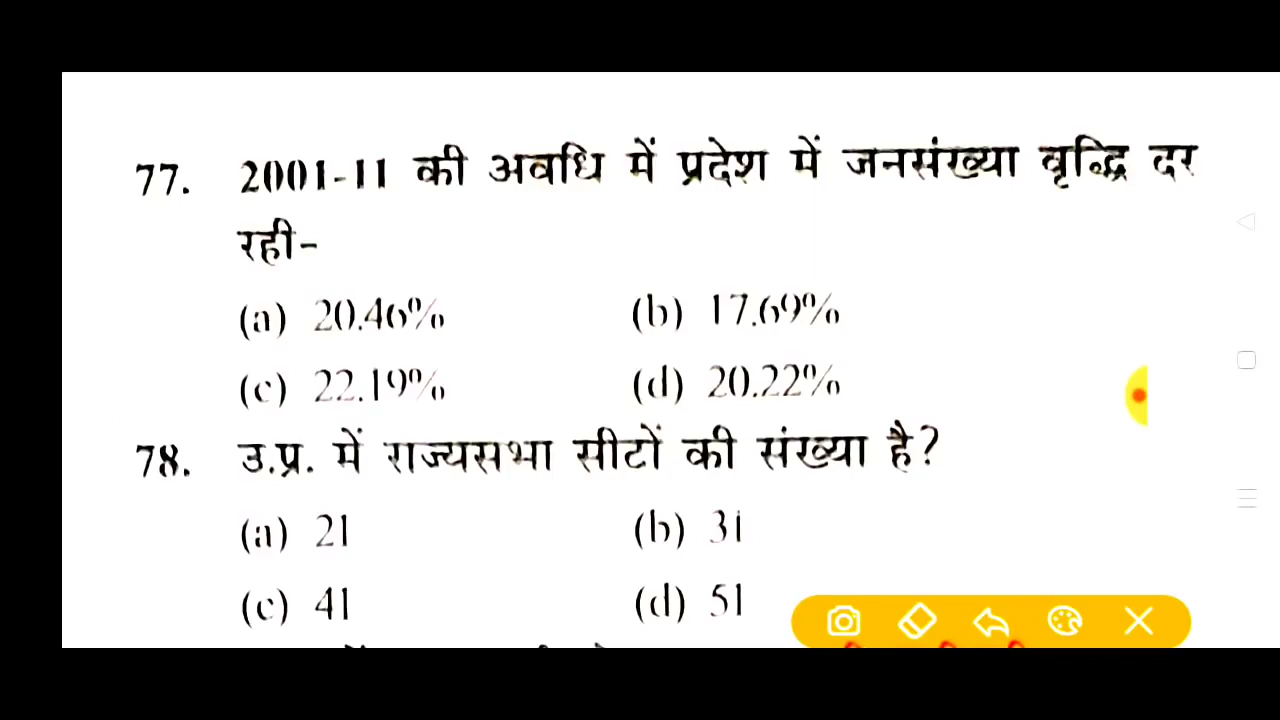 77. 2001-11 की अवधि में प्रदेश में जनसंख्या वृद्धि दर
रही-
(a) 20.46% (b) 17.69%
(c) 22.19% (d) 20.22%
78. उ.प्र. में राज्यसभा सीटों की संख्या है?
(a) 21 (b) 31
(c) 41 (d) 51